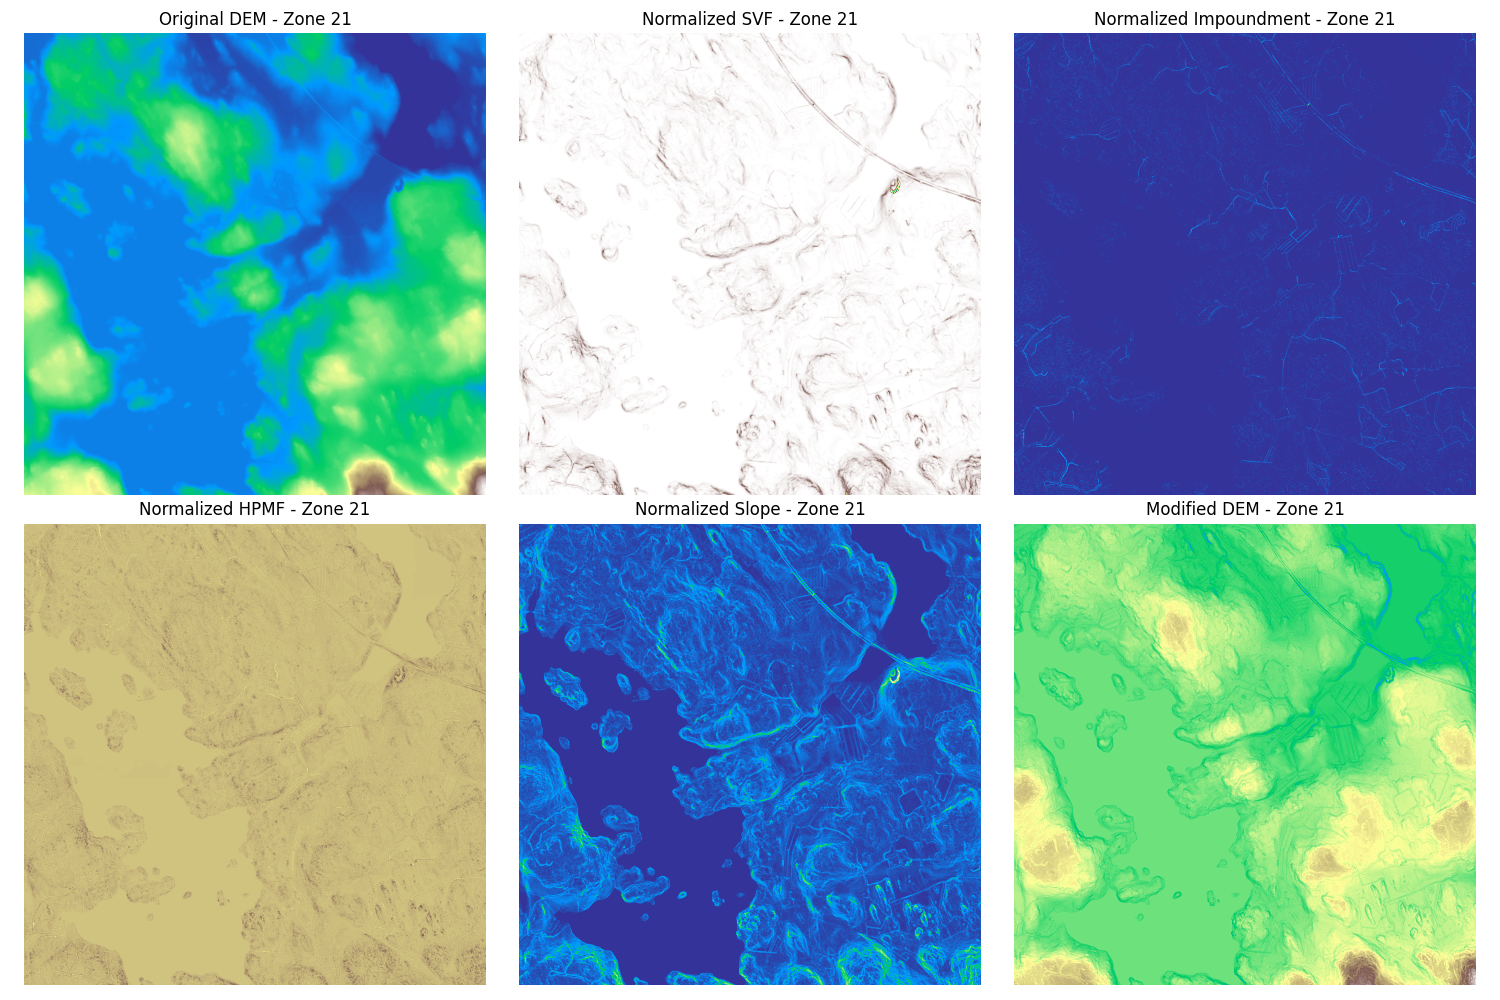 Original DEM - Zone 21
Normalized SVF - Zone 21
Normalized Impoundment - Zone 21
Normalized HPMF - Zone 21
Normalized Slope - Zone 21
Modified DEM - Zone 21